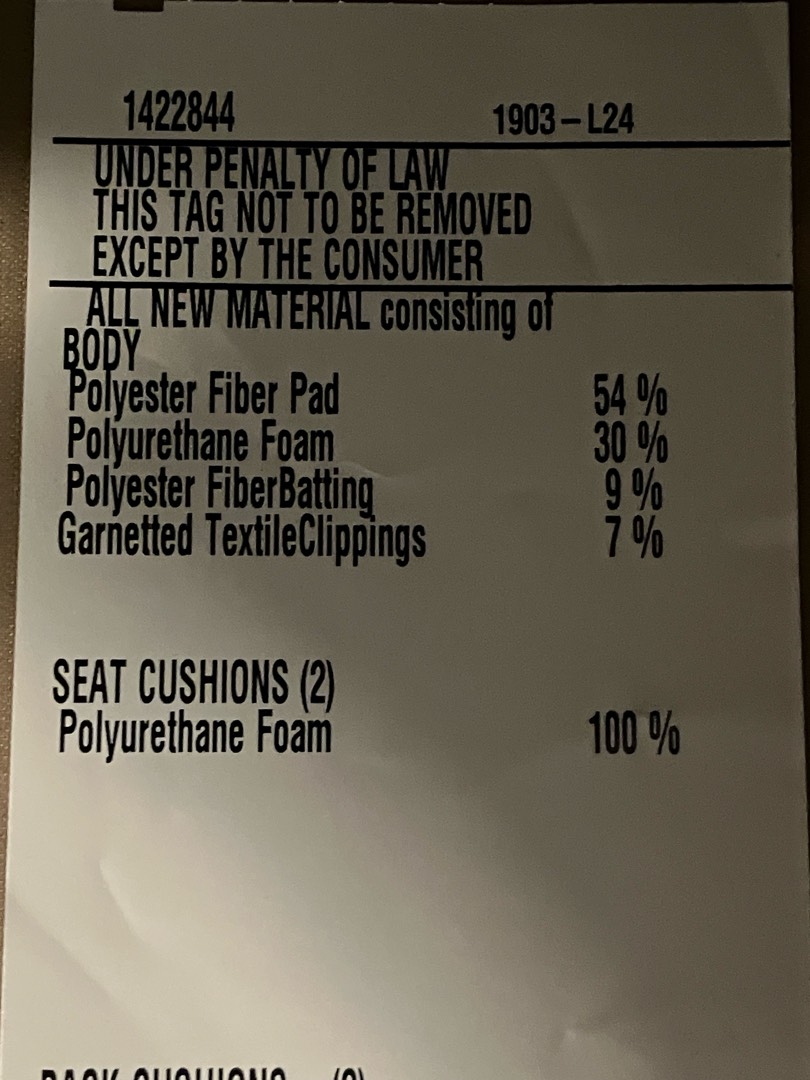 1422844 1903-L24
UNDER PENALTY OF LAW
THIS TAG NOT TO BE REMOVED
EXCEPT BY THE CONSUMER
ALL NEW MATERIAL consisting of
BODY
Polyester Fiber Pad 54 %
Polyurethane Foam 30 %
Polyester FiberBatting 9 %
Garnetted TextileClippings 7 %
SEAT CUSHIONS (2)
Polyurethane Foam 100 %